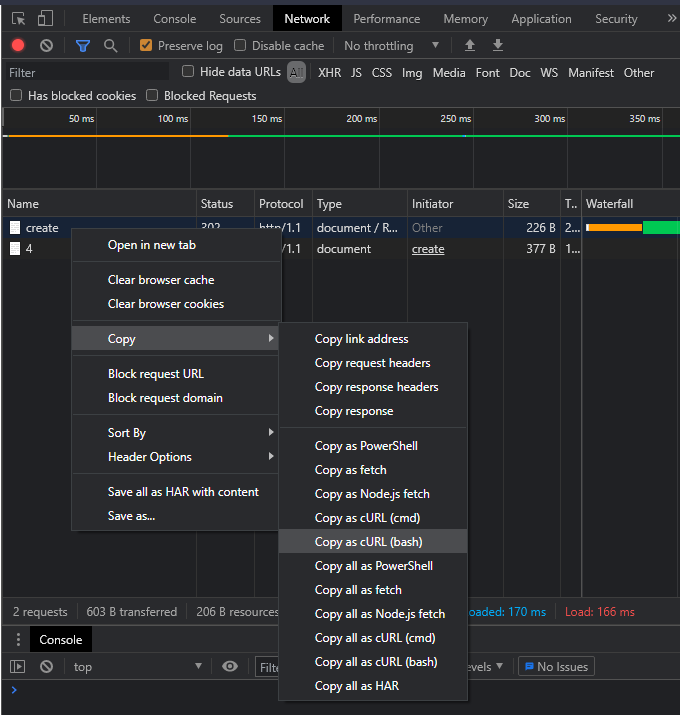 Elements Console Sources Network Performance Memory Application Security »
Preserve log Disable cache No throttling
Filter Hide data URLs All XHR JS CSS Img Media Font Doc WS Manifest Other
Has blocked cookies Blocked Requests
50 ms 100 ms 150 ms 200 ms 250 ms 300 ms 350 ms
Name Status Protocol Type Initiator Size T.. Waterfall
create 302 http/1.1 document / R... Other 226 B 2...
4 /1.1 document create 377 B 1...
Open in new tab
Clear browser cache
Clear browser cookies
Copy
Block request URL
Block request domain
Sort By
Header Options
Save all as HAR with content
Save as...
Copy link address
Copy request headers
Copy response headers
Copy response
Copy as PowerShell
Copy as fetch
Copy as Node.js fetch
Copy as cURL (cmd)
Copy as cURL (bash)
Copy all as PowerShell
Copy all as fetch
Copy all as Node.js fetch
Copy all as cURL (cmd)
Copy all as cURL (bash)
Copy all as HAR
2 requests 603 B transferred 206 B resources oaded: 170 ms Load: 166 ms
Console
top Filte evels No Issues
>